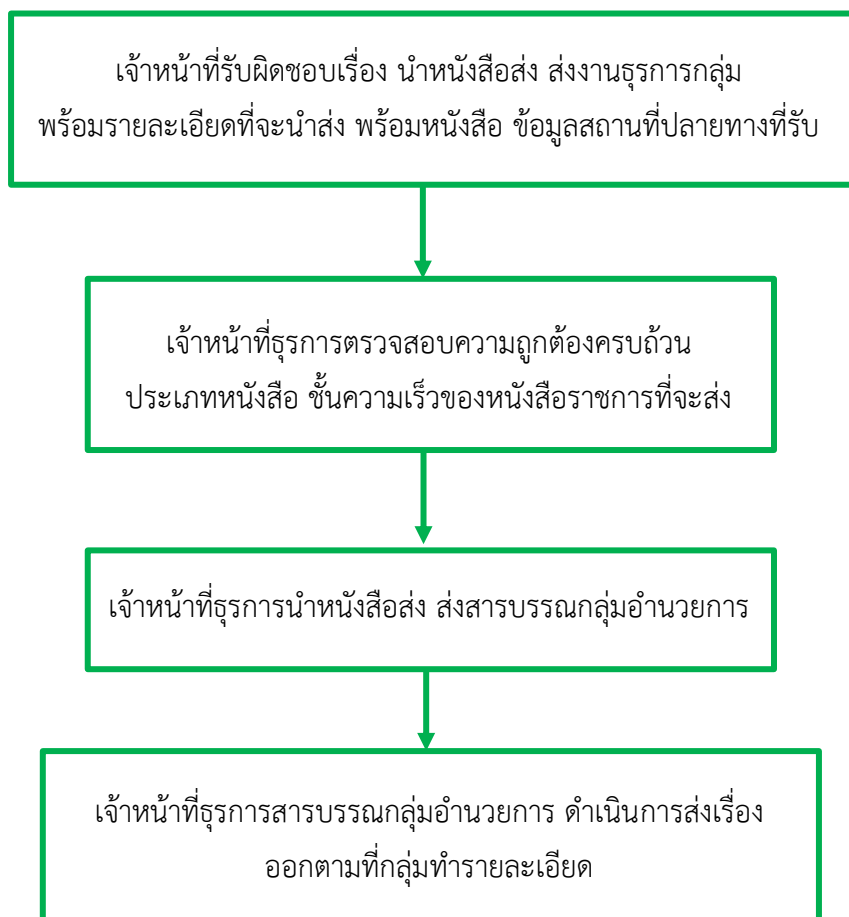 เจ้าหน้าที่รับผิดชอบเรื่อง นำหนังสือส่ง ส่งงานธุรการกลุ่ม
พร้อมรายละเอียดที่จะนำส่ง พร้อมหนังสือ ข้อมูลสถานที่ปลายทางที่รับ
เจ้าหน้าที่ธุรการตรวจสอบความถูกต้องครบถ้วน
ประเภทหนังสือ ชั้นความเร็วของหนังสือราชการที่จะส่ง
เจ้าหน้าที่ธุรการนำหนังสือส่ง ส่งสารบรรณกลุ่มอำนวยการ
เจ้าหน้าที่ธุรการสารบรรณกลุ่มอำนวยการ ดำเนินการส่งเรื่อง
ออกตามที่กลุ่มทำรายละเอียด